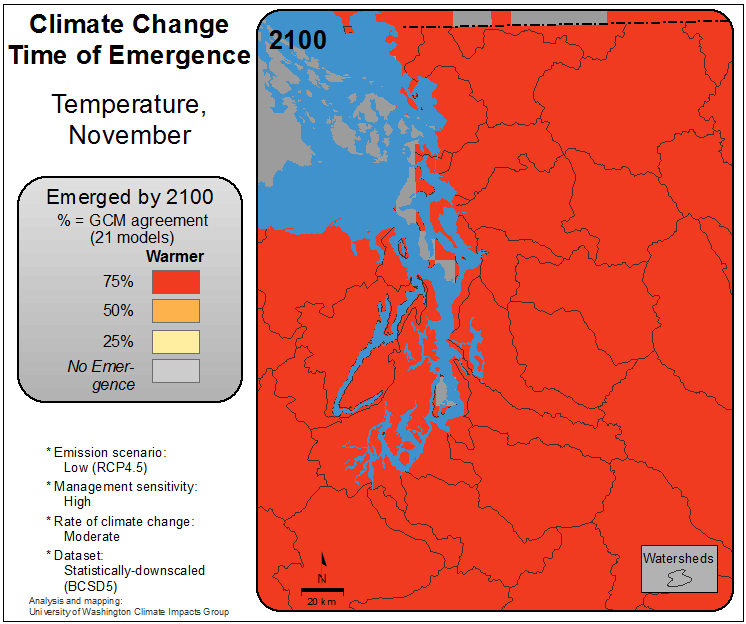 Climate Change
Time of Emergence
Temperature,
November
Emerged by 2100
% = GCM agreement
(21 models)
Warmer
75%
50%
25%
No Emer-
gence
* Emission scenario:
Low (RCP4.5)
* Management sensitivity:
High
* Rate of climate change:
Moderate
* Dataset:
Statistically-downscaled
(BCSD5)
Analysis and mapping:
University of Washington Climate Impacts Group
2100
N
20 km
Watersheds